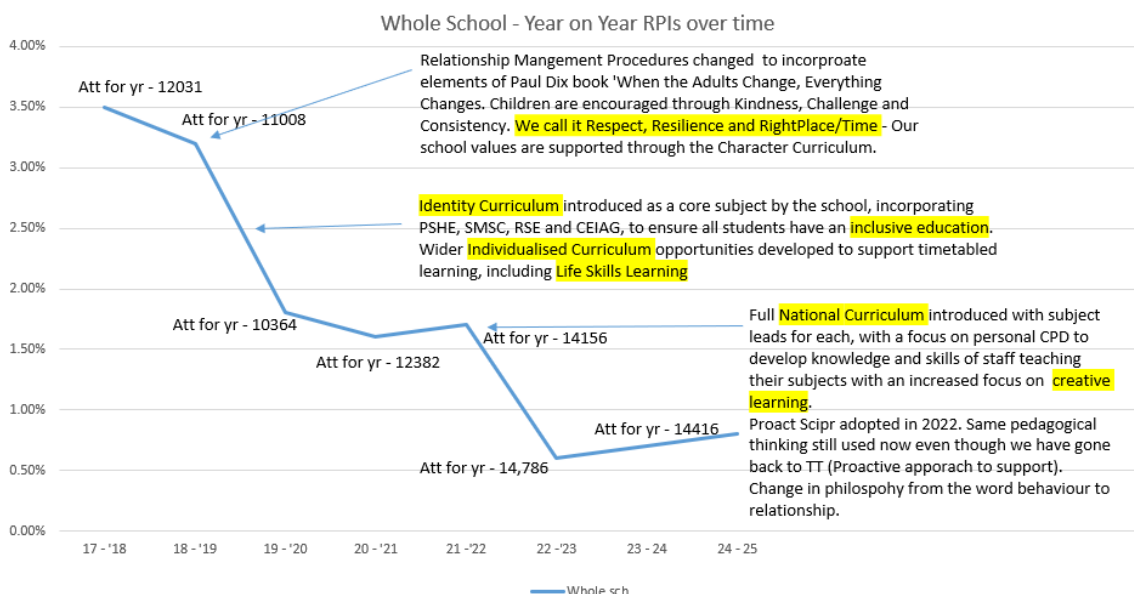 Whole School - Year on Year RPIs over time
4.00%
3.50%
3.00%
2.50%
2.00%
1.50%
1.00%
0.50%
0.00%
Att for yr - 12031
Att for yr - 11008
Att for yr - 10364
Att for yr - 12382
Att for yr - 14156
Att for yr - 14,786
Att for yr - 14416
Relationship Mangement Procedures changed to incorproate
elements of Paul Dix book 'When the Adults Change, Everything
Changes. Children are encouraged through Kindness, Challenge and
Consistency. We call it Respect, Resilience and RightPlace/Time - Our
school values are supported through the Character Curriculum.
Identity Curriculum introduced as a core subject by the school, incorporating
PSHE, SMSC, RSE and CEIAG, to ensure all students have an inclusive education.
Wider Individualised Curriculum opportunities developed to support timetabled
learning, including Life Skills Learning
Full National Curriculum introduced with subject
leads for each, with a focus on personal CPD to
develop knowledge and skills of staff teaching
their subjects with an increased focus on creative
learning.
Proact Scipr adopted in 2022. Same pedagogical
thinking still used now even though we have gone
back to TT (Proactive apporach to support).
Change in philospohy from the word behaviour to
relationship.
17 - '18
18 - '19
19 - '20
20 - '21
21 - '22
22 -'23
23 - 24
24 - 25
Whole sch